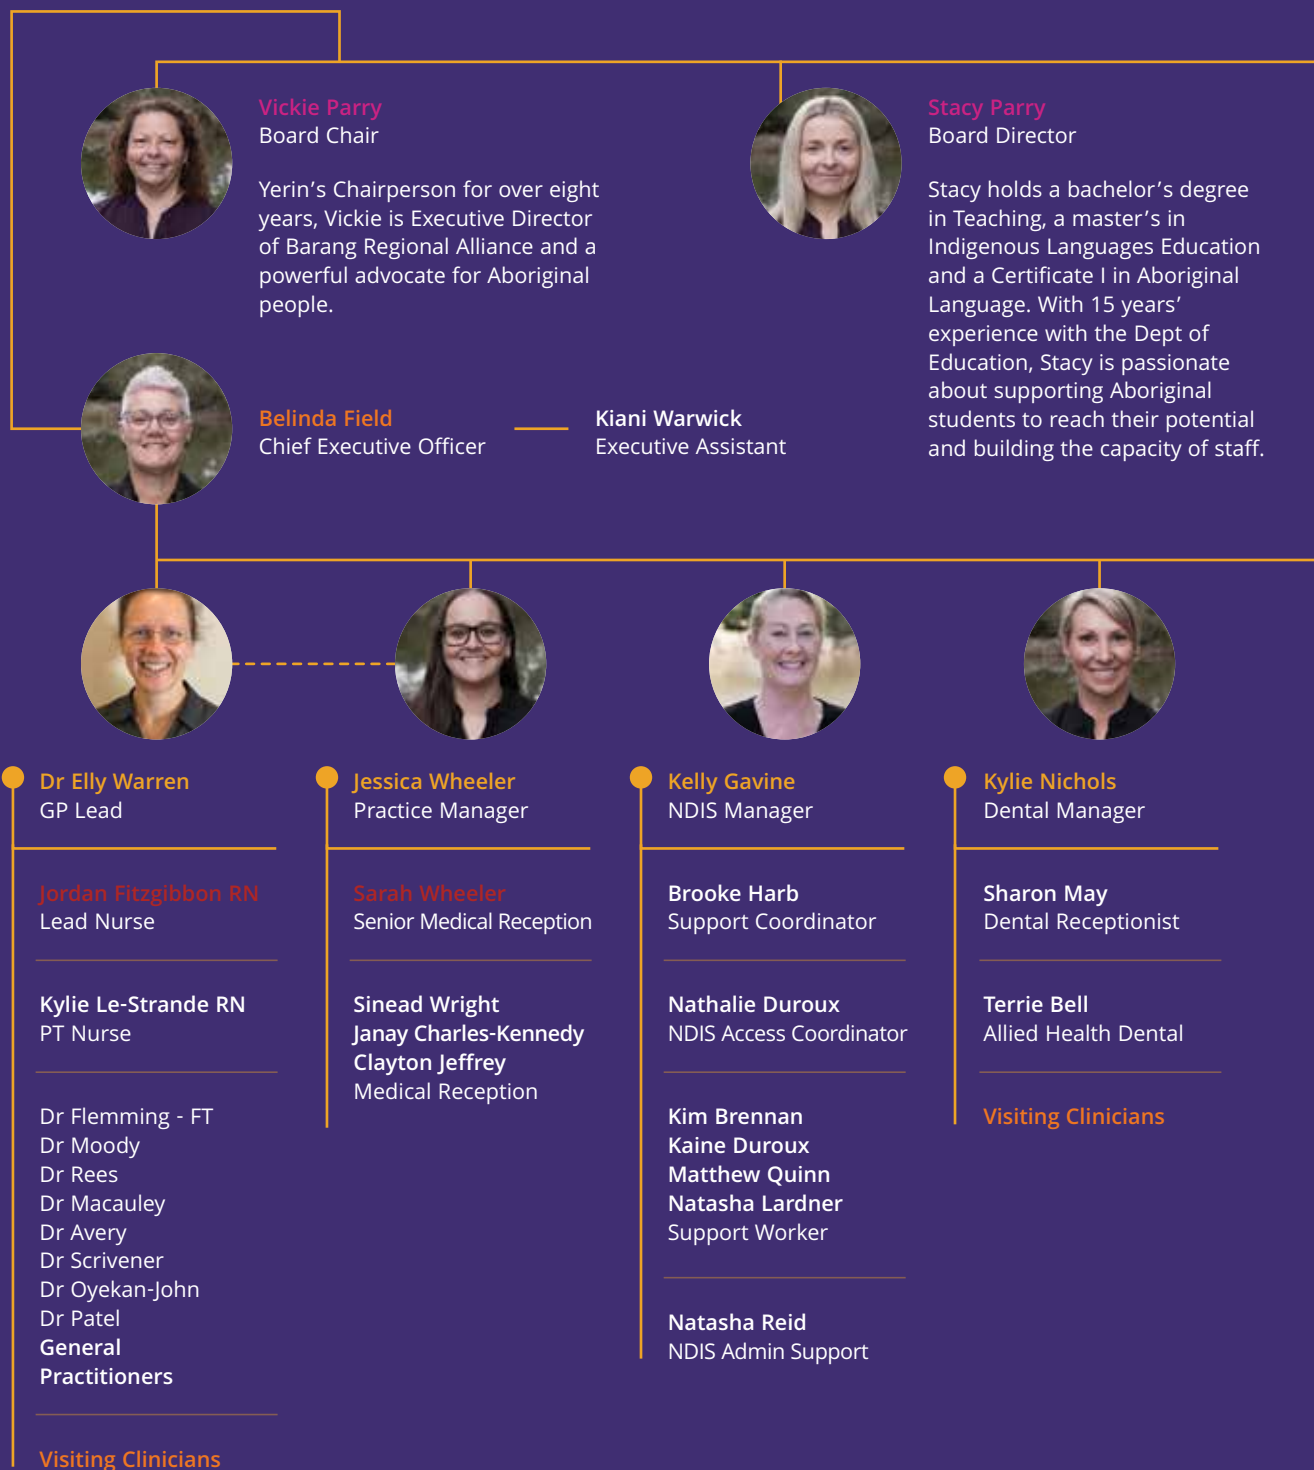 Vickie Parry
Board Chair
Yerin’s Chairperson for over eight
years, Vickie is Executive Director
of Barang Regional Alliance and a
powerful advocate for Aboriginal
people.
Stacy Parry
Board Director
Stacy holds a bachelor’s degree
in Teaching, a master’s in
Indigenous Languages Education
and a Certificate I in Aboriginal
Language. With 15 years’
experience with the Dept of
Education, Stacy is passionate
about supporting Aboriginal
students to reach their potential
and building the capacity of staff.
Belinda Field
Chief Executive Officer
Kiani Warwick
Executive Assistant
Dr Elly Warren
GP Lead
Jordan Fitzgibbon RN
Lead Nurse
Kylie Le-Strande RN
PT Nurse
Dr Flemming - FT
Dr Moody
Dr Rees
Dr Macauley
Dr Avery
Dr Scrivener
Dr Oyekan-John
Dr Patel
General
Practitioners
Visiting Clinicians
Jessica Wheeler
Practice Manager
Sarah Wheeler
Senior Medical Reception
Sinead Wright
Janay Charles-Kennedy
Clayton Jeffrey
Medical Reception
Kelly Gavine
NDIS Manager
Brooke Harb
Support Coordinator
Nathalie Duroux
NDIS Access Coordinator
Kim Brennan
Kaine Duroux
Matthew Quinn
Natasha Lardner
Support Worker
Natasha Reid
NDIS Admin Support
Kylie Nichols
Dental Manager
Sharon May
Dental Receptionist
Terrie Bell
Allied Health Dental
Visiting Clinicians